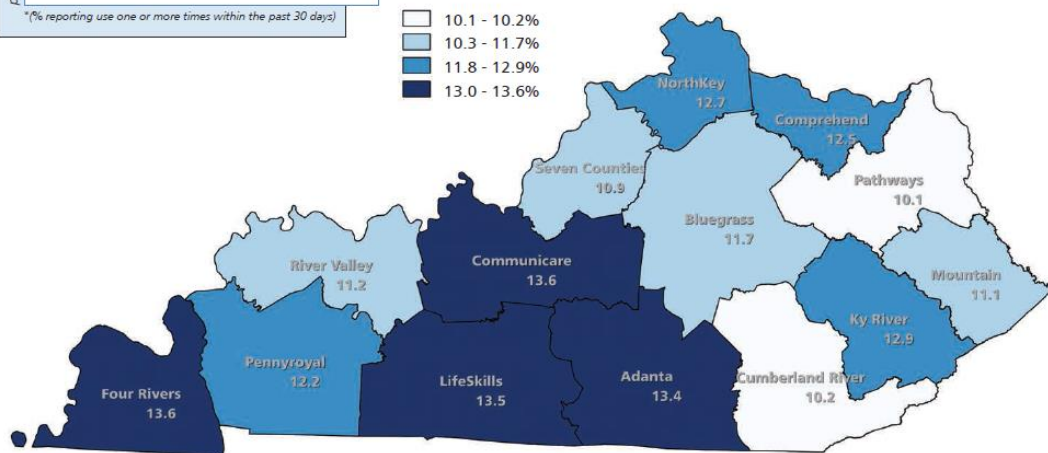 *(% reporting use one or more times within the past 30 days)
10.1 - 10.2%
10.3 - 11.7%
11.8 - 12.9%
13.0 - 13.6%
NorthKey
12.7
Comprehend
12.5
Seven Counties
10.9
Pathways
10.1
Bluegrass
11.7
Communicare
13.6
River Valley
11.2
Mountain
11.1
Ky River
12.9
Pennyroyal
12.2
LifeSkills
13.5
Adanta
13.4
Cumberland River
10.2
Four Rivers
13.6